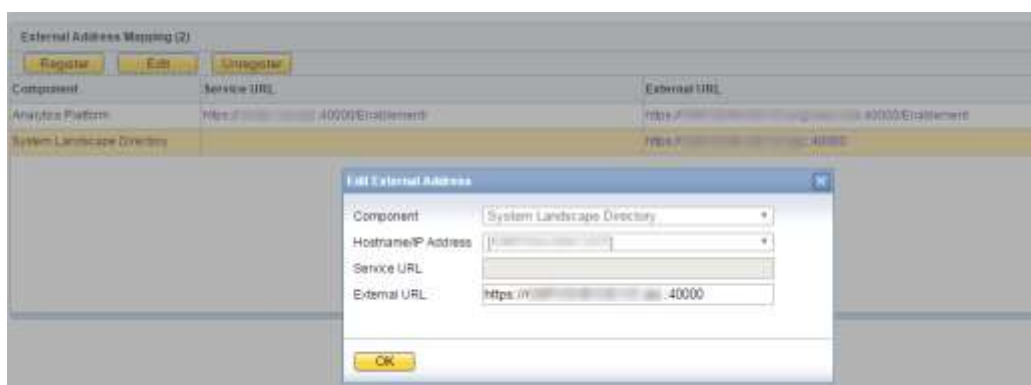 External Address Mapping (2)
Register Edit Unregister
Component Service URL External URL
Analytics Platform https:// :40000/Enablement https:// :40000/Enablement
System Landscape Directory https:// :40000
Edit External Address
Component System Landscape Directory
Hostname/IP Address [ ]
Service URL
External URL https:// :40000
OK